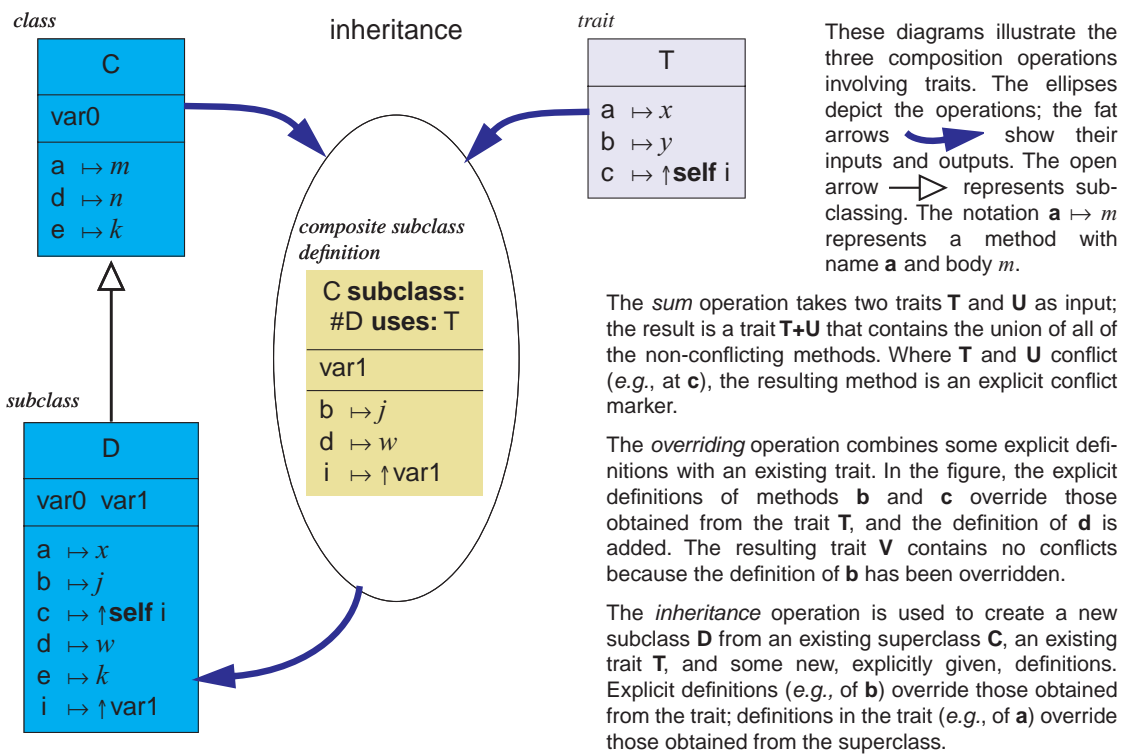 class
inheritance
trait
C
var0
a ↦ m
d ↦ n
e ↦ k
T
a ↦ x
b ↦ y
c ↦ ↑self i
composite subclass
definition
C subclass:
#D uses: T
var1
b ↦ j
d ↦ w
i ↦ ↑var1
subclass
D
var0 var1
a ↦ x
b ↦ j
c ↦ ↑self i
d ↦ w
e ↦ k
i ↦ ↑var1
These diagrams illustrate the
three composition operations
involving traits. The ellipses
depict the operations; the fat
arrows show their
inputs and outputs. The open
arrow represents sub-
classing. The notation a ↦ m
represents a method with
name a and body m.
The sum operation takes two traits T and U as input;
the result is a trait T+U that contains the union of all of
the non-conflicting methods. Where T and U conflict
(e.g., at c), the resulting method is an explicit conflict
marker.
The overriding operation combines some explicit defi-
nitions with an existing trait. In the figure, the explicit
definitions of methods b and c override those
obtained from the trait T, and the definition of d is
added. The resulting trait V contains no conflicts
because the definition of b has been overridden.
The inheritance operation is used to create a new
subclass D from an existing superclass C, an existing
trait T, and some new, explicitly given, definitions.
Explicit definitions (e.g., of b) override those obtained
from the trait; definitions in the trait (e.g., of a) override
those obtained from the superclass.